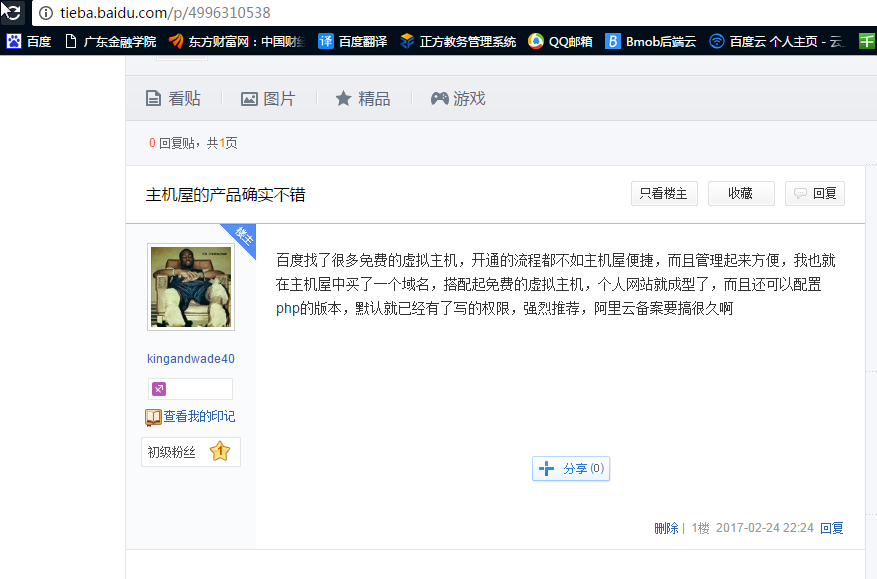 tieba.baidu.com/p/4996310538
百度 广东金融学院 东方财富网：中国财经 百度翻译 正方教务管理系统 QQ邮箱 Bmob后端云 百度云 个人主页 - 云
看贴 图片 精品 游戏
0 回复贴，共1页
主机屋的产品确实不错 只看楼主 收藏 回复
楼主
百度找了很多免费的虚拟主机，开通的流程都不如主机屋便捷，而且管理起来方便，我也就
在主机屋中买了一个域名，搭配起免费的虚拟主机，个人网站就成型了，而且还可以配置
php的版本，默认就已经有了写的权限，强烈推荐，阿里云备案要搞很久啊
kingandwade40
查看我的印记
初级粉丝 1
分享 (0)
删除 | 1楼 2017-02-24 22:24 回复